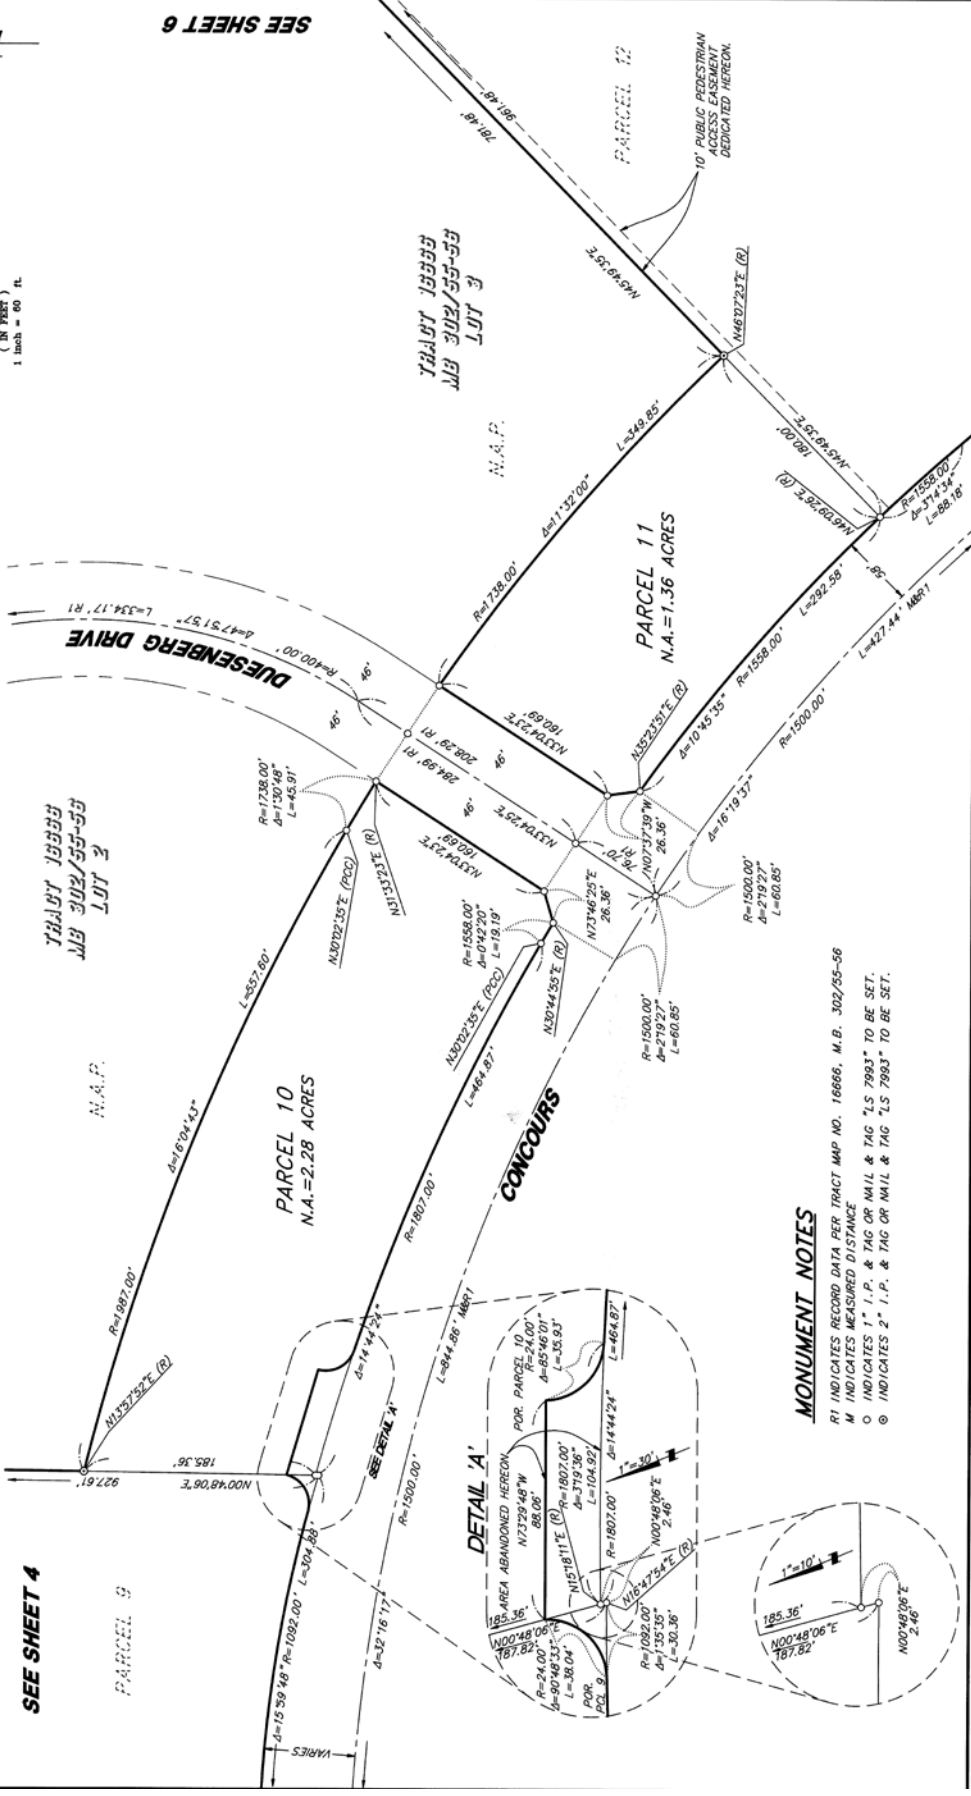 SEE SHEET 6
( IN FEET )
1 inch = 60 ft.
781.48'
961.48'
PARCEL 12
10' PUBLIC PEDESTRIAN
ACCESS EASEMENT
DEDICATED HEREON.
N45°49'35"E
N46°07'23"E (R)
TRACT 16666
MB 302/55-56
LOT 3
N.A.P.
R=1738.00'
Δ=11°32'00"
L=349.85'
PARCEL 11
N.A.=1.36 ACRES
180.00'
N45°49'35"E
N46°09'26"E (R)
R=1558.00'
Δ=3°14'34"
L=88.18'
58'
R=1558.00'
Δ=10°45'35"
L=292.58'
N35°23'51"E (R)
R=1500.00'
Δ=16°19'37"
L=427.44' M&R1
DUESENBERG DRIVE
R=400.00'
Δ=47°51'57"
L=334.17' R1
46'
46'
46'
46'
N33°04'23"E
160.69'
208.29' R1
284.99' R1
N33°04'25"E
N33°04'23"E
160.69'
76.70'
R1
N07°37'39"W
26.36'
N73°46'25"E
26.36'
R=1500.00'
Δ=2°19'27"
L=60.85'
R=1500.00'
Δ=2°19'27"
L=60.85'
R=1738.00'
Δ=1°30'48"
L=45.91'
N31°33'23"E (R)
N30°02'35"E (PCC)
R=1558.00'
Δ=0°42'20"
L=19.19'
N30°02'35"E (PCC)
N30°44'55"E (R)
TRACT 16666
MB 302/55-56
LOT 2
N.A.P.
R=1987.00'
Δ=16°04'43"
L=557.60'
PARCEL 10
N.A.=2.28 ACRES
R=1807.00'
L=464.87'
Δ=14°44'24"
CONCOURS
L=844.86' M&R1
R=1500.00'
Δ=32°16'17"
N13°57'52"E (R)
927.61'
185.36'
N00°48'06"E
SEE DETAIL 'A'
SEE SHEET 4
PARCEL 9
Δ=15°59'48"
R=1092.00'
L=304.88'
VARIES
DETAIL 'A'
AREA ABANDONED HEREON
POR. PARCEL 10
R=24.00'
Δ=85°46'01"
L=35.93'
N73°29'48"W
88.06'
N15°18'11"E (R)
R=1807.00'
Δ=3°19'36"
L=104.92'
R=1807.00'
Δ=14°44'24"
L=464.87'
1"=30'
N00°48'06"E
2.46'
N16°47'54"E (R)
185.36'
N00°48'06"E
187.82'
R=24.00'
Δ=90°48'33"
L=38.04'
POR.
PCL 9
R=1092.00'
Δ=1°35'35"
L=30.36'
1"=10'
185.36'
N00°48'06"E
187.82'
N00°48'06"E
2.46'
MONUMENT NOTES
R1 INDICATES RECORD DATA PER TRACT MAP NO. 16666, M.B. 302/55-56
M INDICATES MEASURED DISTANCE
○ INDICATES 1" I.P. & TAG OR NAIL & TAG "LS 7993" TO BE SET.
◎ INDICATES 2" I.P. & TAG OR NAIL & TAG "LS 7993" TO BE SET.